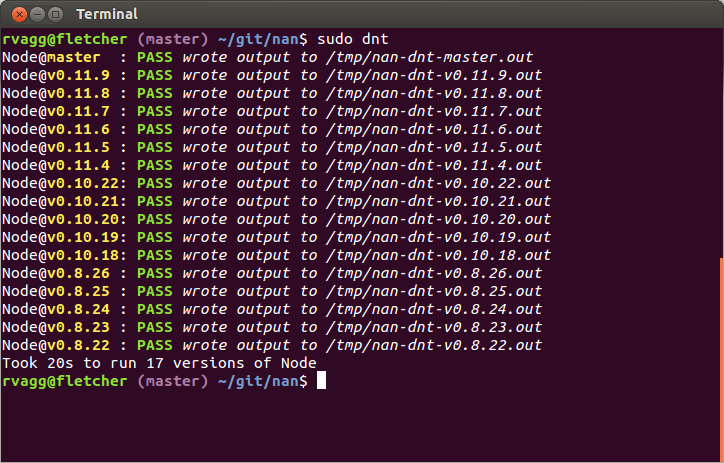 Terminal
rvagg@fletcher (master) ~/git/nan$ sudo dnt
Node@master  : PASS wrote output to /tmp/nan-dnt-master.out
Node@v0.11.9 : PASS wrote output to /tmp/nan-dnt-v0.11.9.out
Node@v0.11.8 : PASS wrote output to /tmp/nan-dnt-v0.11.8.out
Node@v0.11.7 : PASS wrote output to /tmp/nan-dnt-v0.11.7.out
Node@v0.11.6 : PASS wrote output to /tmp/nan-dnt-v0.11.6.out
Node@v0.11.5 : PASS wrote output to /tmp/nan-dnt-v0.11.5.out
Node@v0.11.4 : PASS wrote output to /tmp/nan-dnt-v0.11.4.out
Node@v0.10.22: PASS wrote output to /tmp/nan-dnt-v0.10.22.out
Node@v0.10.21: PASS wrote output to /tmp/nan-dnt-v0.10.21.out
Node@v0.10.20: PASS wrote output to /tmp/nan-dnt-v0.10.20.out
Node@v0.10.19: PASS wrote output to /tmp/nan-dnt-v0.10.19.out
Node@v0.10.18: PASS wrote output to /tmp/nan-dnt-v0.10.18.out
Node@v0.8.26 : PASS wrote output to /tmp/nan-dnt-v0.8.26.out
Node@v0.8.25 : PASS wrote output to /tmp/nan-dnt-v0.8.25.out
Node@v0.8.24 : PASS wrote output to /tmp/nan-dnt-v0.8.24.out
Node@v0.8.23 : PASS wrote output to /tmp/nan-dnt-v0.8.23.out
Node@v0.8.22 : PASS wrote output to /tmp/nan-dnt-v0.8.22.out
Took 20s to run 17 versions of Node
rvagg@fletcher (master) ~/git/nan$